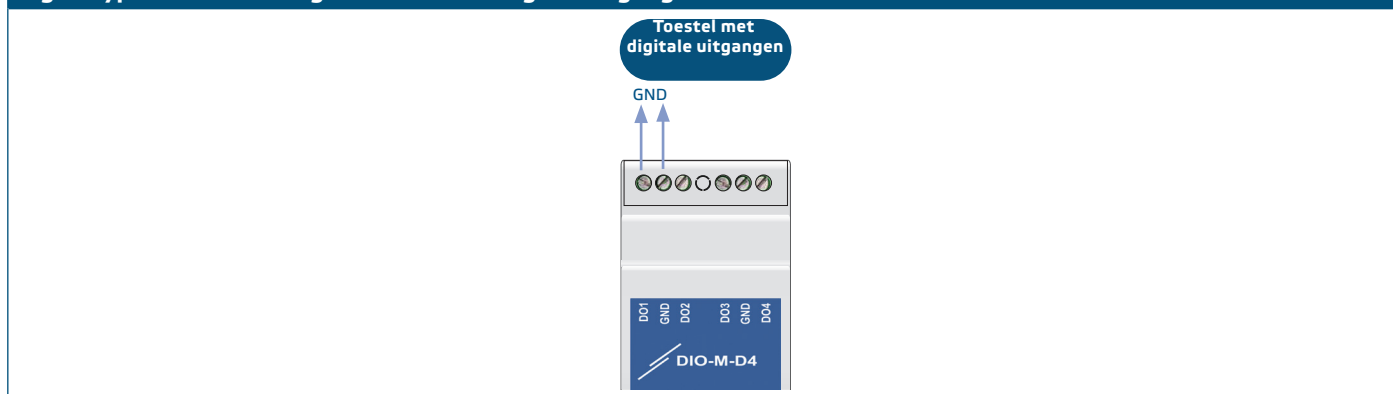 Toestel met
digitale uitgangen
GND
DO1 GND DO2 DO3 GND DO4
DIO-M-D4